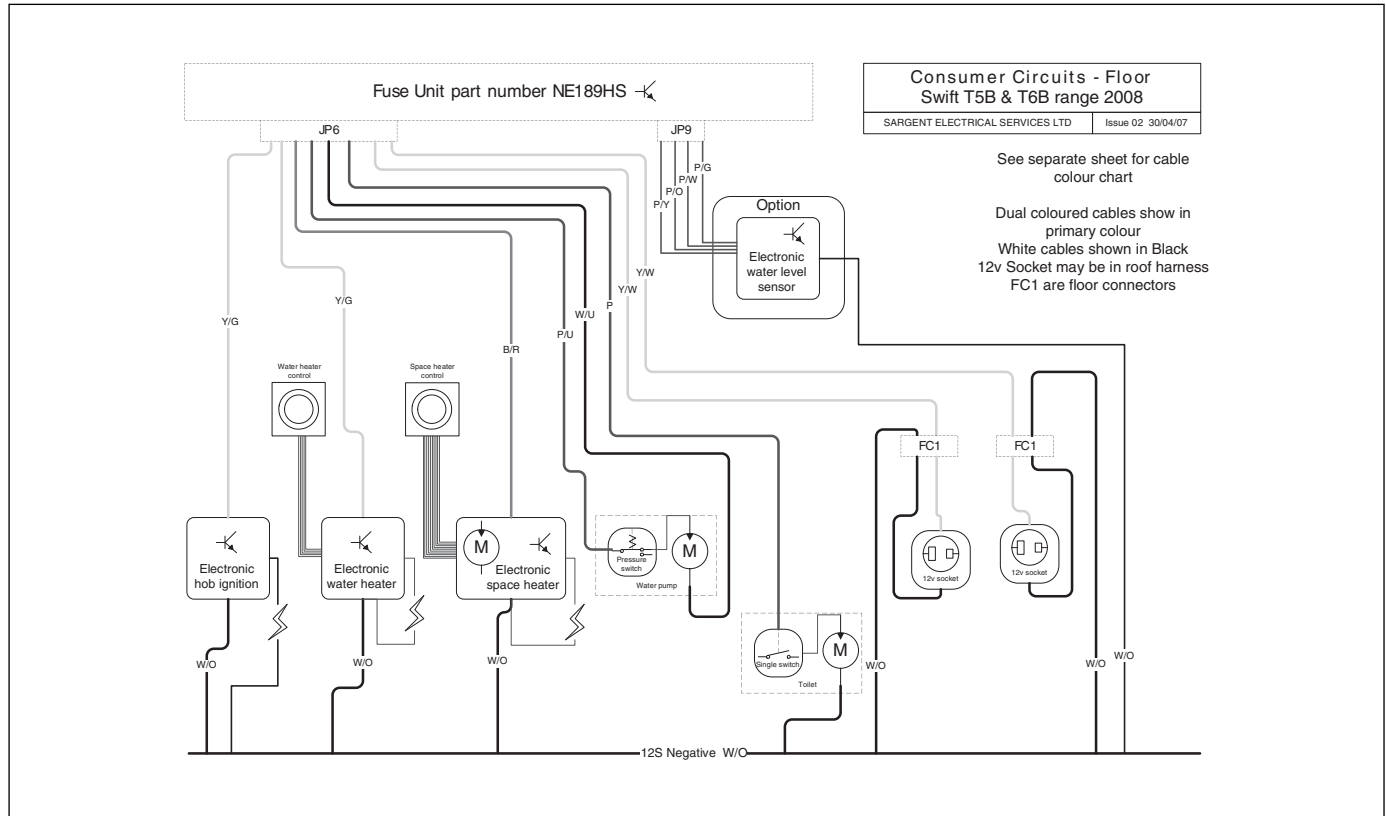 Fuse Unit part number NE189HS
JP6
JP9
Consumer Circuits - Floor
Swift T5B & T6B range 2008
SARGENT ELECTRICAL SERVICES LTD
Issue 02 30/04/07
See separate sheet for cable
colour chart
Dual coloured cables show in
primary colour
White cables shown in Black
12v Socket may be in roof harness
FC1 are floor connectors
P/G
P/W
P/O
P/Y
Option
Electronic
water level
sensor
Y/W
Y/W
W/U
P
P/U
B/R
Y/G
Y/G
Water heater
control
Space heater
control
FC1
FC1
Electronic
hob ignition
Electronic
water heater
M
Electronic
space heater
Pressure
switch
M
Water pump
12v socket
12v socket
Single switch
M
Toilet
W/O
W/O
W/O
W/O
W/O
W/O
12S Negative W/O